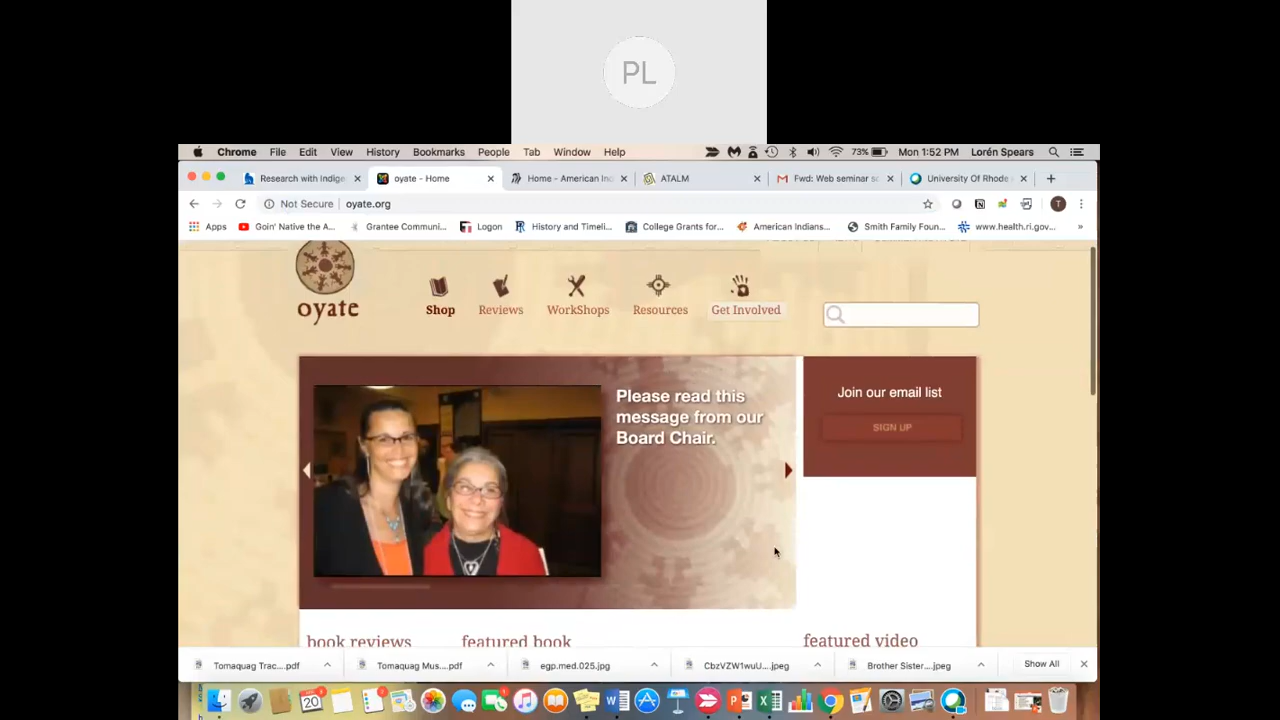 PL
Chrome File Edit View History Bookmarks People Tab Window Help 73% Mon 1:52 PM Lorén Spears
Research with Indige oyate - Home Home - American Ind ATALM Fwd: Web seminar sc University Of Rhode
Not Secure oyate.org
Apps Goin' Native the A... Grantee Communi... Logon History and Timeli... College Grants for... American Indians... Smith Family Foun... www.health.ri.gov... »
oyate
Shop Reviews WorkShops Resources Get Involved
Please read this
message from our
Board Chair.
Join our email list
SIGN UP
book reviews featured book featured video
Tomaquag Trac....pdf Tomaquag Mus....pdf egp.med.025.jpg CbzVZW1wuU....jpeg Brother Sister....jpeg Show All
20